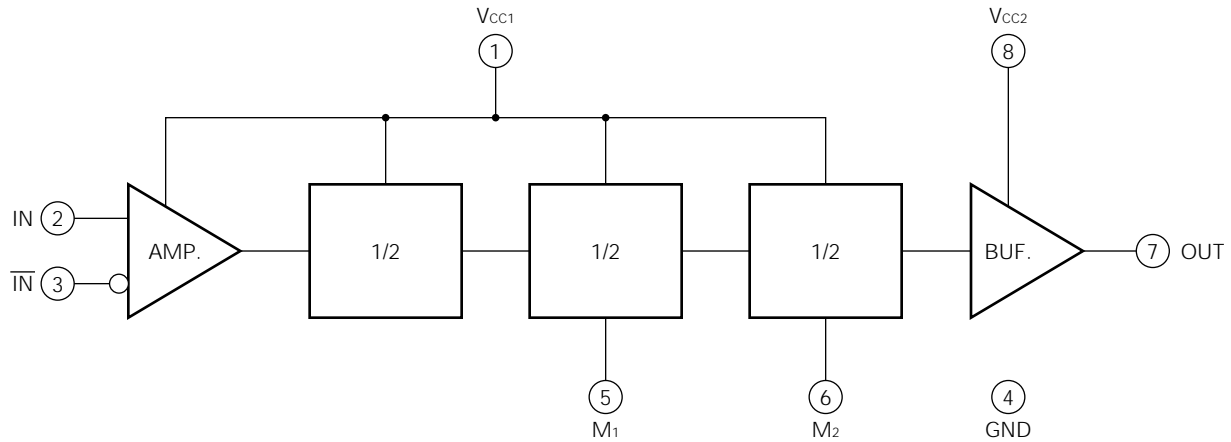 VCC1
VCC2
1
8
IN 2
AMP.
1/2
1/2
1/2
BUF.
7 OUT
I̅N̅ 3
5
6
4
M1
M2
GND